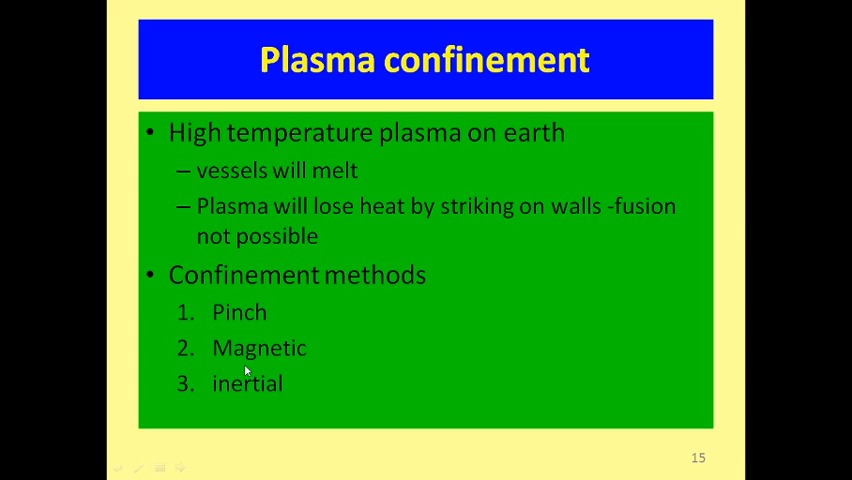 Plasma confinement
• High temperature plasma on earth
– vessels will melt
– Plasma will lose heat by striking on walls -fusion
not possible
• Confinement methods
1. Pinch
2. Magnetic
3. inertial
15